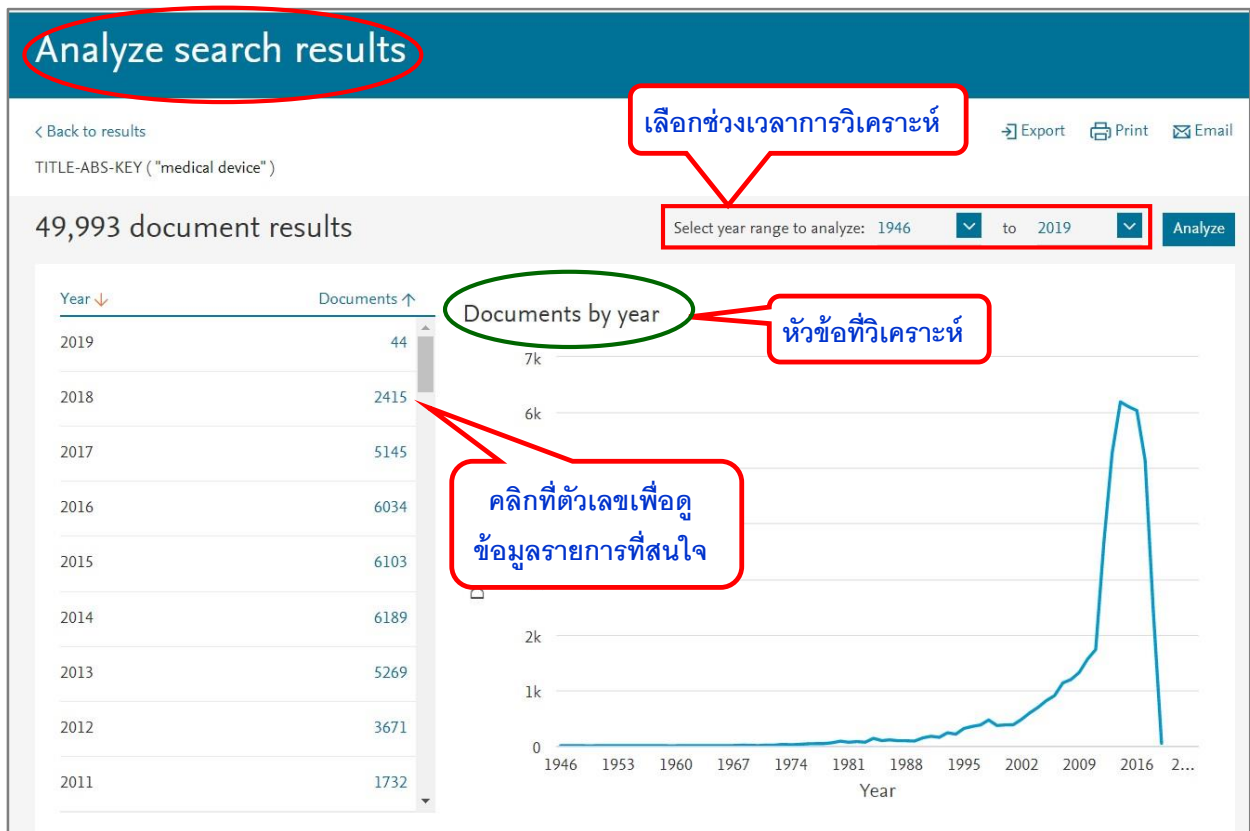 Analyze search results
Back to results
เลือกช่วงเวลาการวิเคราะห์
Export Print Email
TITLE-ABS-KEY ( "medical device" )
49,993 document results
Select year range to analyze: 1946 to 2019 Analyze
Year Documents
2019 44
2018 2415
2017 5145
2016 6034
2015 6103
2014 6189
2013 5269
2012 3671
2011 1732
Documents by year
หัวข้อที่วิเคราะห์
คลิกที่ตัวเลขเพื่อดู
ข้อมูลรายการที่สนใจ
7k
6k
2k
1k
0
1946 1953 1960 1967 1974 1981 1988 1995 2002 2009 2016 2...
Year